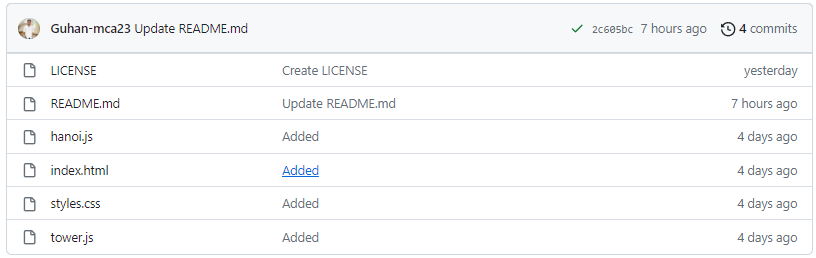 Guhan-mca23 Update README.md 2c605bc 7 hours ago 4 commits
LICENSE Create LICENSE yesterday
README.md Update README.md 7 hours ago
hanoi.js Added 4 days ago
index.html Added 4 days ago
styles.css Added 4 days ago
tower.js Added 4 days ago